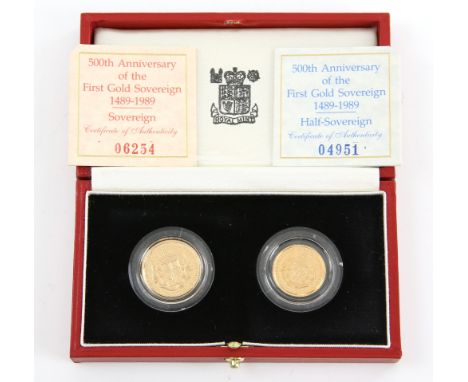 500th Anniversary
of the
First Gold Sovereign
1489-1989
Sovereign
Certificate of Authenticity
06254
ROYAL MINT
500th Anniversary
of the
First Gold Sovereign
1489-1989
Half-Sovereign
Certificate of Authenticity
04951